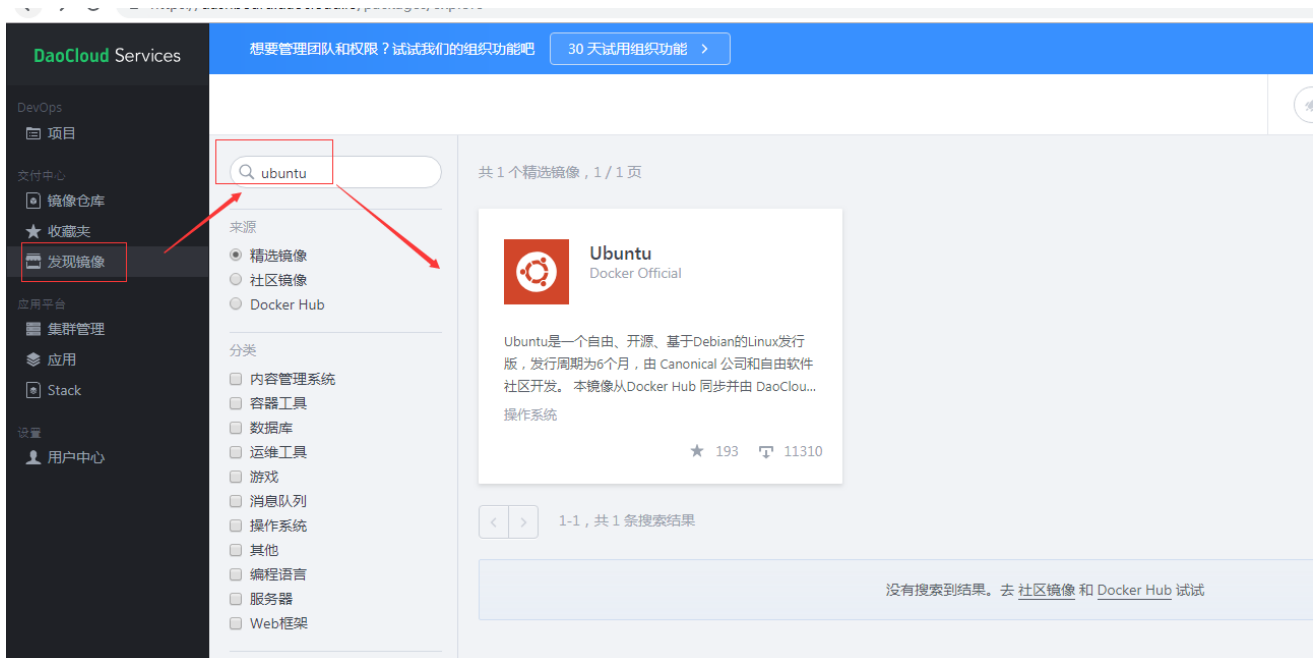 DaoCloud Services
想要管理团队和权限？试试我们的组织功能吧
30 天试用组织功能 >
DevOps
项目
交付中心
镜像仓库
收藏夹
发现镜像
应用平台
集群管理
应用
Stack
设置
用户中心
ubuntu
来源
精选镜像
社区镜像
Docker Hub
分类
内容管理系统
容器工具
数据库
运维工具
游戏
消息队列
操作系统
其他
编程语言
服务器
Web框架
共 1 个精选镜像，1 / 1 页
Ubuntu
Docker Official
Ubuntu是一个自由、开源、基于Debian的Linux发行
版，发行周期为6个月，由 Canonical 公司和自由软件
社区开发。 本镜像从Docker Hub 同步并由 DaoClou...
操作系统
193 11310
< >
1-1，共 1 条搜索结果
没有搜索到结果。去 社区镜像 和 Docker Hub 试试